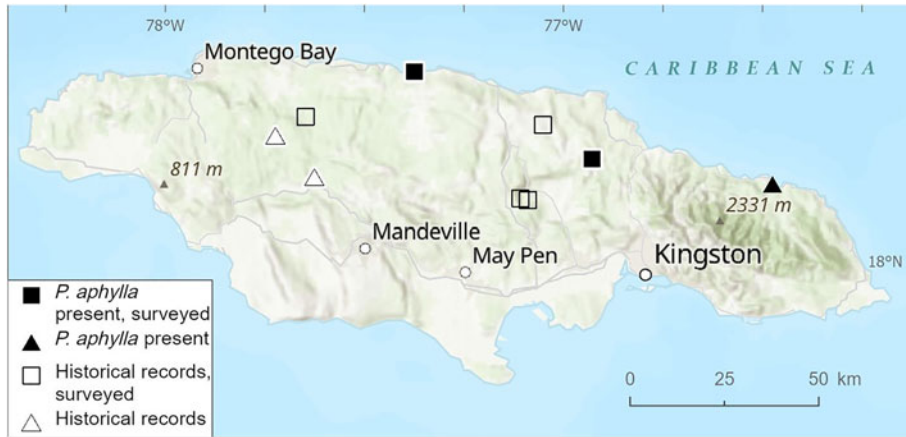 78°W
77°W
Montego Bay
CARIBBEAN SEA
811 m
2331 m
Mandeville
May Pen
Kingston
18°N
P. aphylla
present, surveyed
P. aphylla present
Historical records,
surveyed
Historical records
0 25 50 km